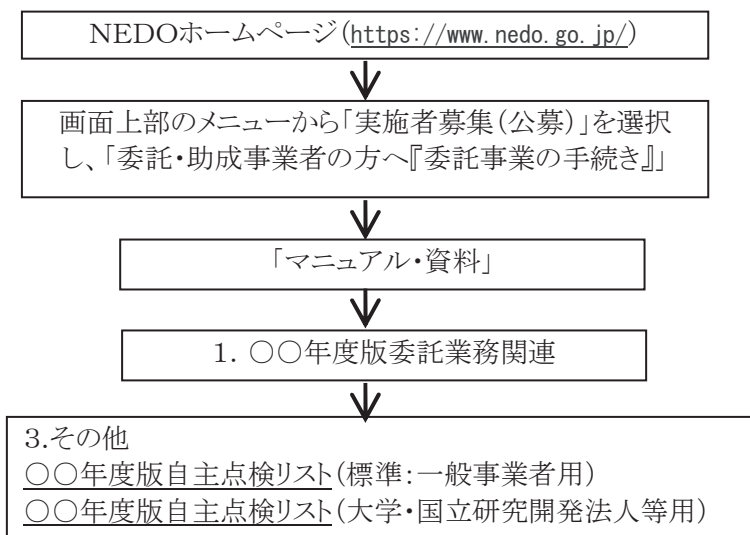 NEDOホームページ(https://www.nedo.go.jp/)
画面上部のメニューから「実施者募集(公募)」を選択
し、「委託・助成事業者の方へ『委託事業の手続き』」
「マニュアル・資料」
1. ○○年度版委託業務関連
3.その他
○○年度版自主点検リスト(標準:一般事業者用)
○○年度版自主点検リスト(大学・国立研究開発法人等用)